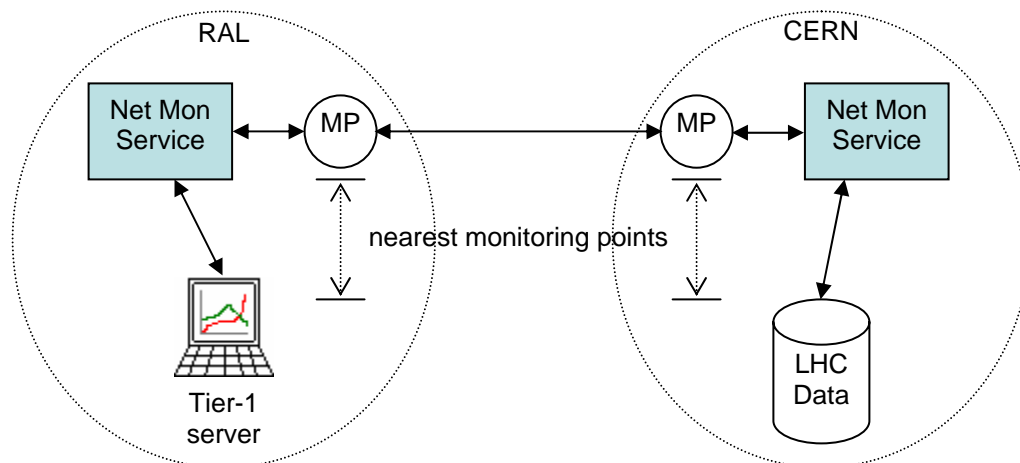 RAL
CERN
Net Mon
Service
MP
MP
Net Mon
Service
nearest monitoring points
Tier-1
server
LHC
Data